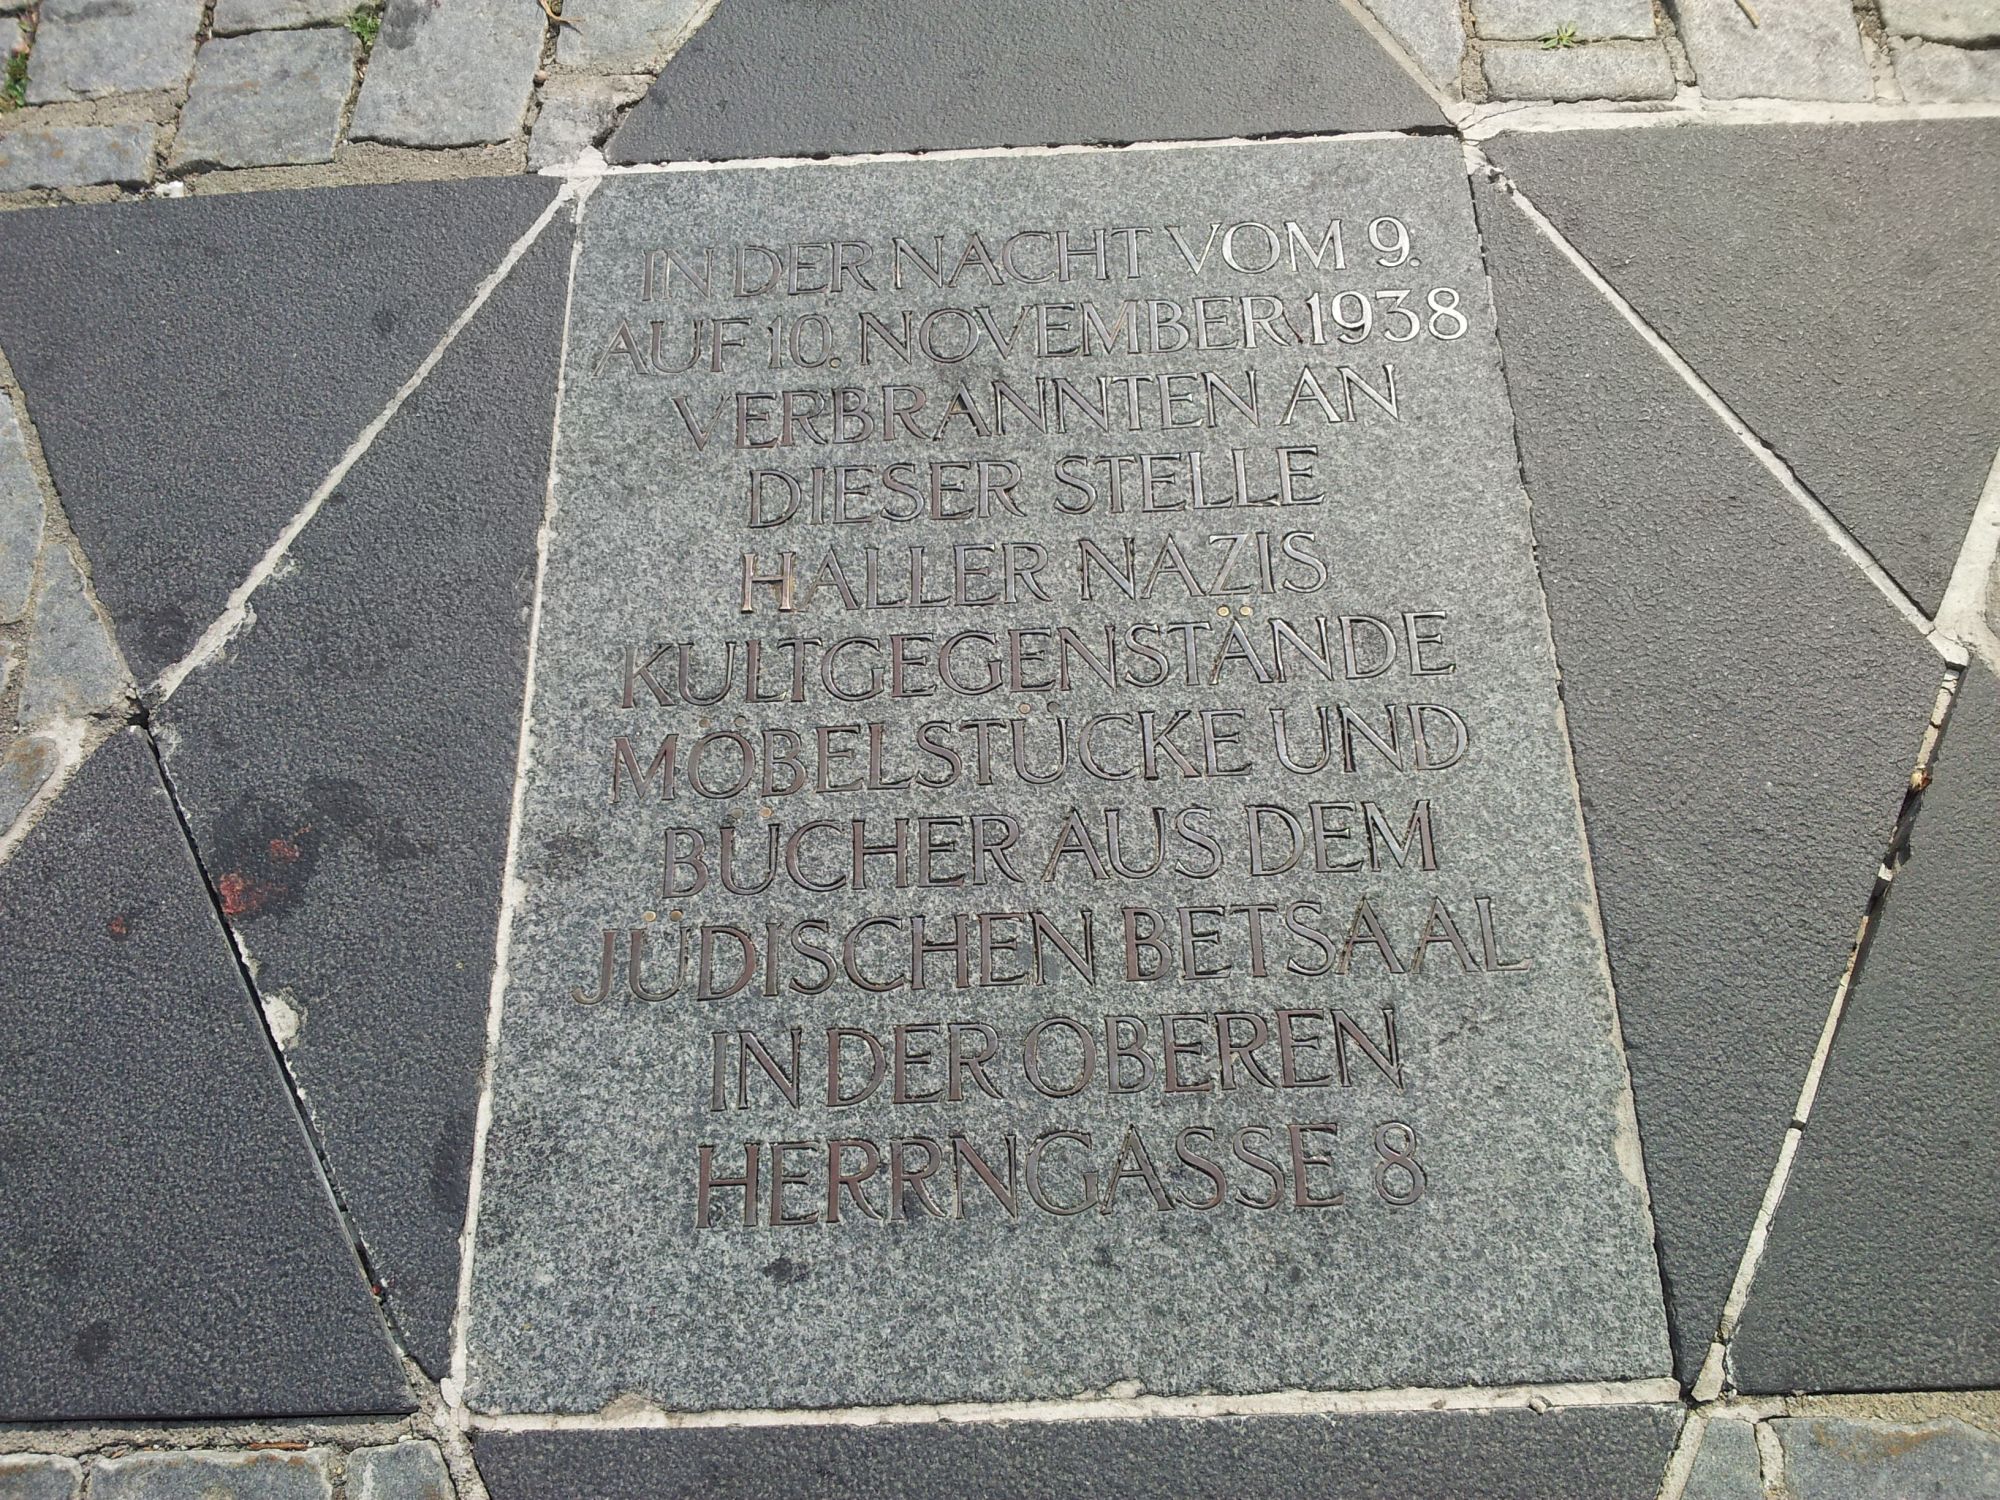 IN DER NACHT VOM 9.
AUF 10. NOVEMBER 1938
VERBRANNTEN AN
DIESER STELLE
HALLER NAZIS
KULTGEGENSTÄNDE
MÖBELSTÜCKE UND
BÜCHER AUS DEM
JÜDISCHEN BETSAAL
IN DER OBEREN
HERRNGASSE 8